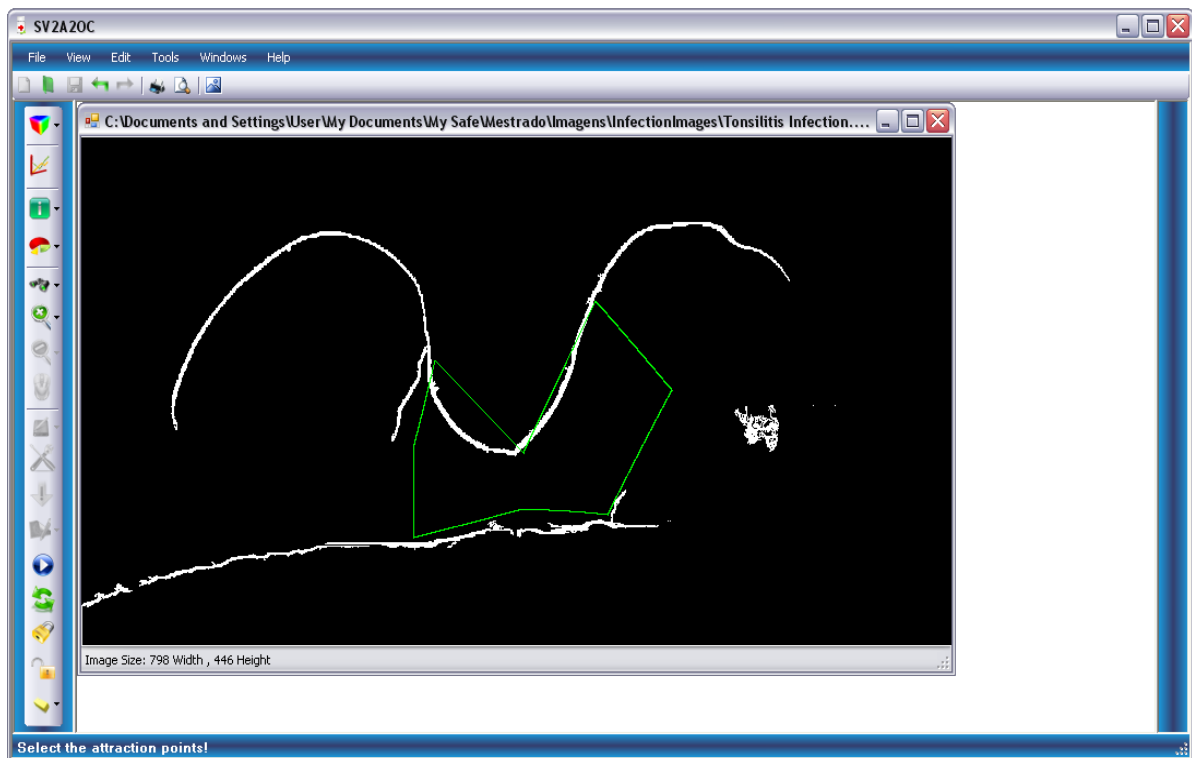 SV2A2OC
File View Edit Tools Windows Help
C:\Documents and Settings\User\My Documents\My Safe\Mestrado\Imagens\InfectionImages\Tonsilitis Infection....
Image Size: 798 Width , 446 Height
Select the attraction points!